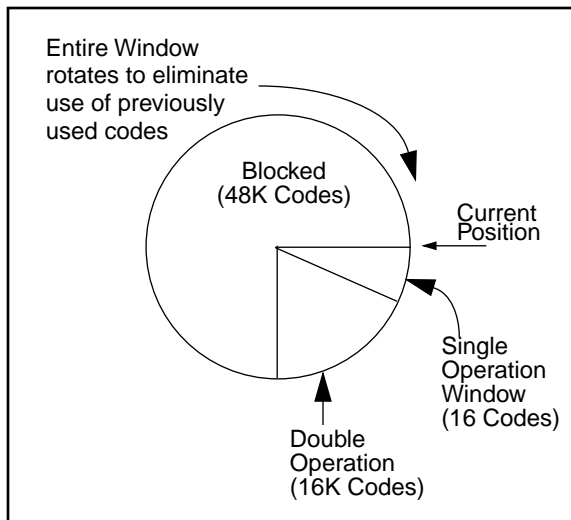 Entire Window
rotates to eliminate
use of previously
used codes
Blocked
(48K Codes)
Current
Position
Single
Operation
Window
(16 Codes)
Double
Operation
(16K Codes)